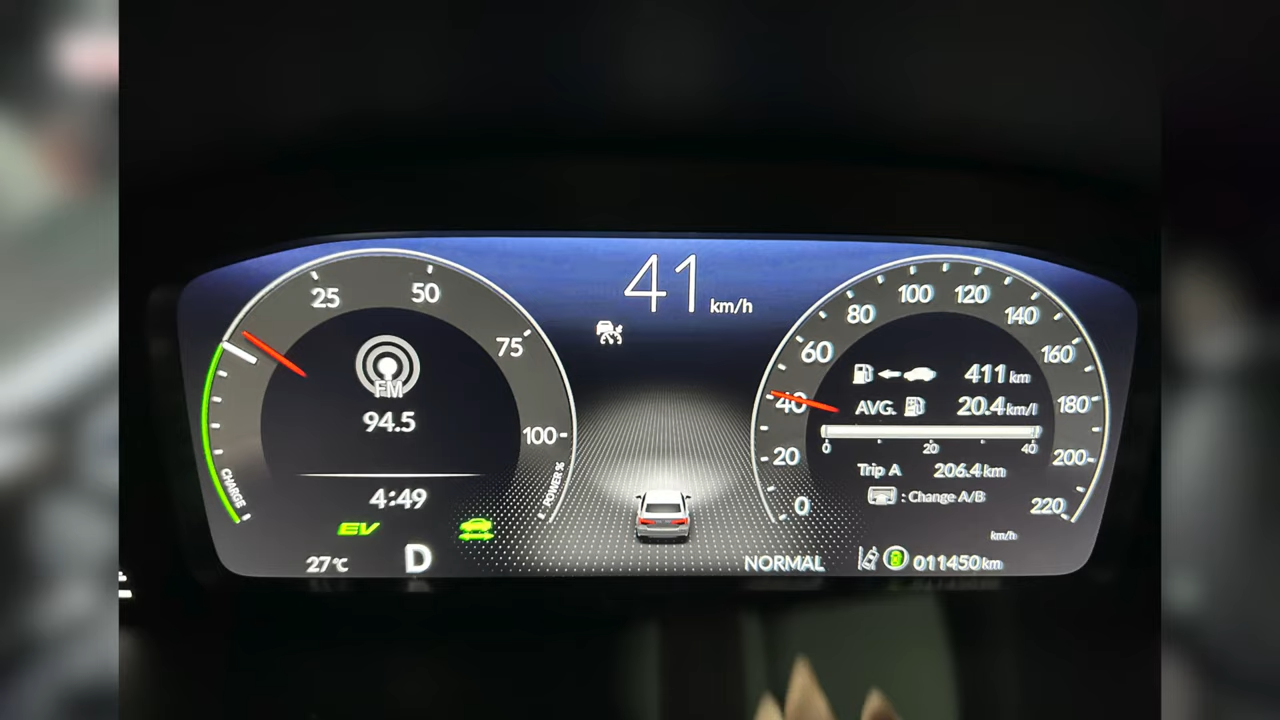 41 km/h
25
50
75
100
CHARGE
POWER %
FM
94.5
4:49
EV
27°C
D
0
20
40
60
80
100
120
140
160
180
200
220
411 km
AVG. 20.4 km/l
0 20 40
Trip A 206.4 km
: Change A/B
km/h
NORMAL
011450 km